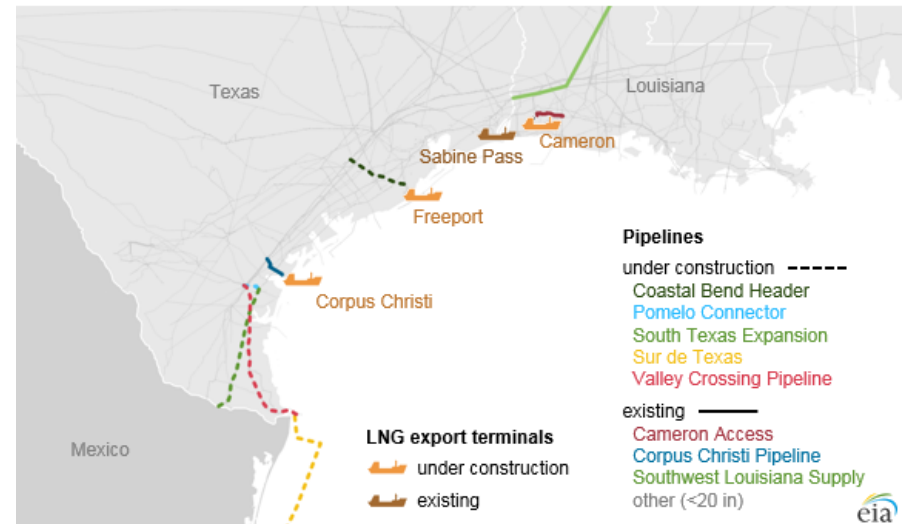 Texas
Louisiana
Sabine Pass
Cameron
Freeport
Corpus Christi
Mexico
LNG export terminals
under construction
existing
Pipelines
under construction
Coastal Bend Header
Pomelo Connector
South Texas Expansion
Sur de Texas
Valley Crossing Pipeline
existing
Cameron Access
Corpus Christi Pipeline
Southwest Louisiana Supply
other (<20 in)
eia